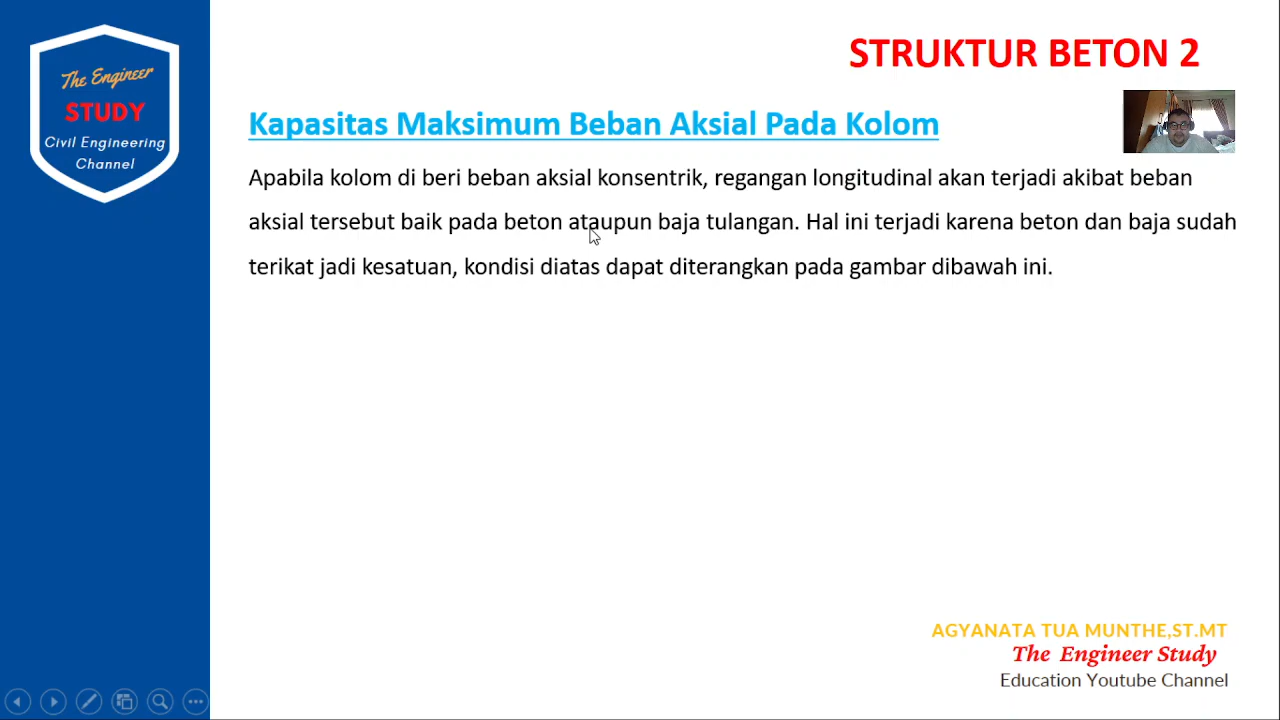 The Engineer
STUDY
Civil Engineering
Channel
STRUKTUR BETON 2
Kapasitas Maksimum Beban Aksial Pada Kolom
Apabila kolom di beri beban aksial konsentrik, regangan longitudinal akan terjadi akibat beban
aksial tersebut baik pada beton ataupun baja tulangan. Hal ini terjadi karena beton dan baja sudah
terikat jadi kesatuan, kondisi diatas dapat diterangkan pada gambar dibawah ini.
AGYANATA TUA MUNTHE,ST.MT
The Engineer Study
Education Youtube Channel